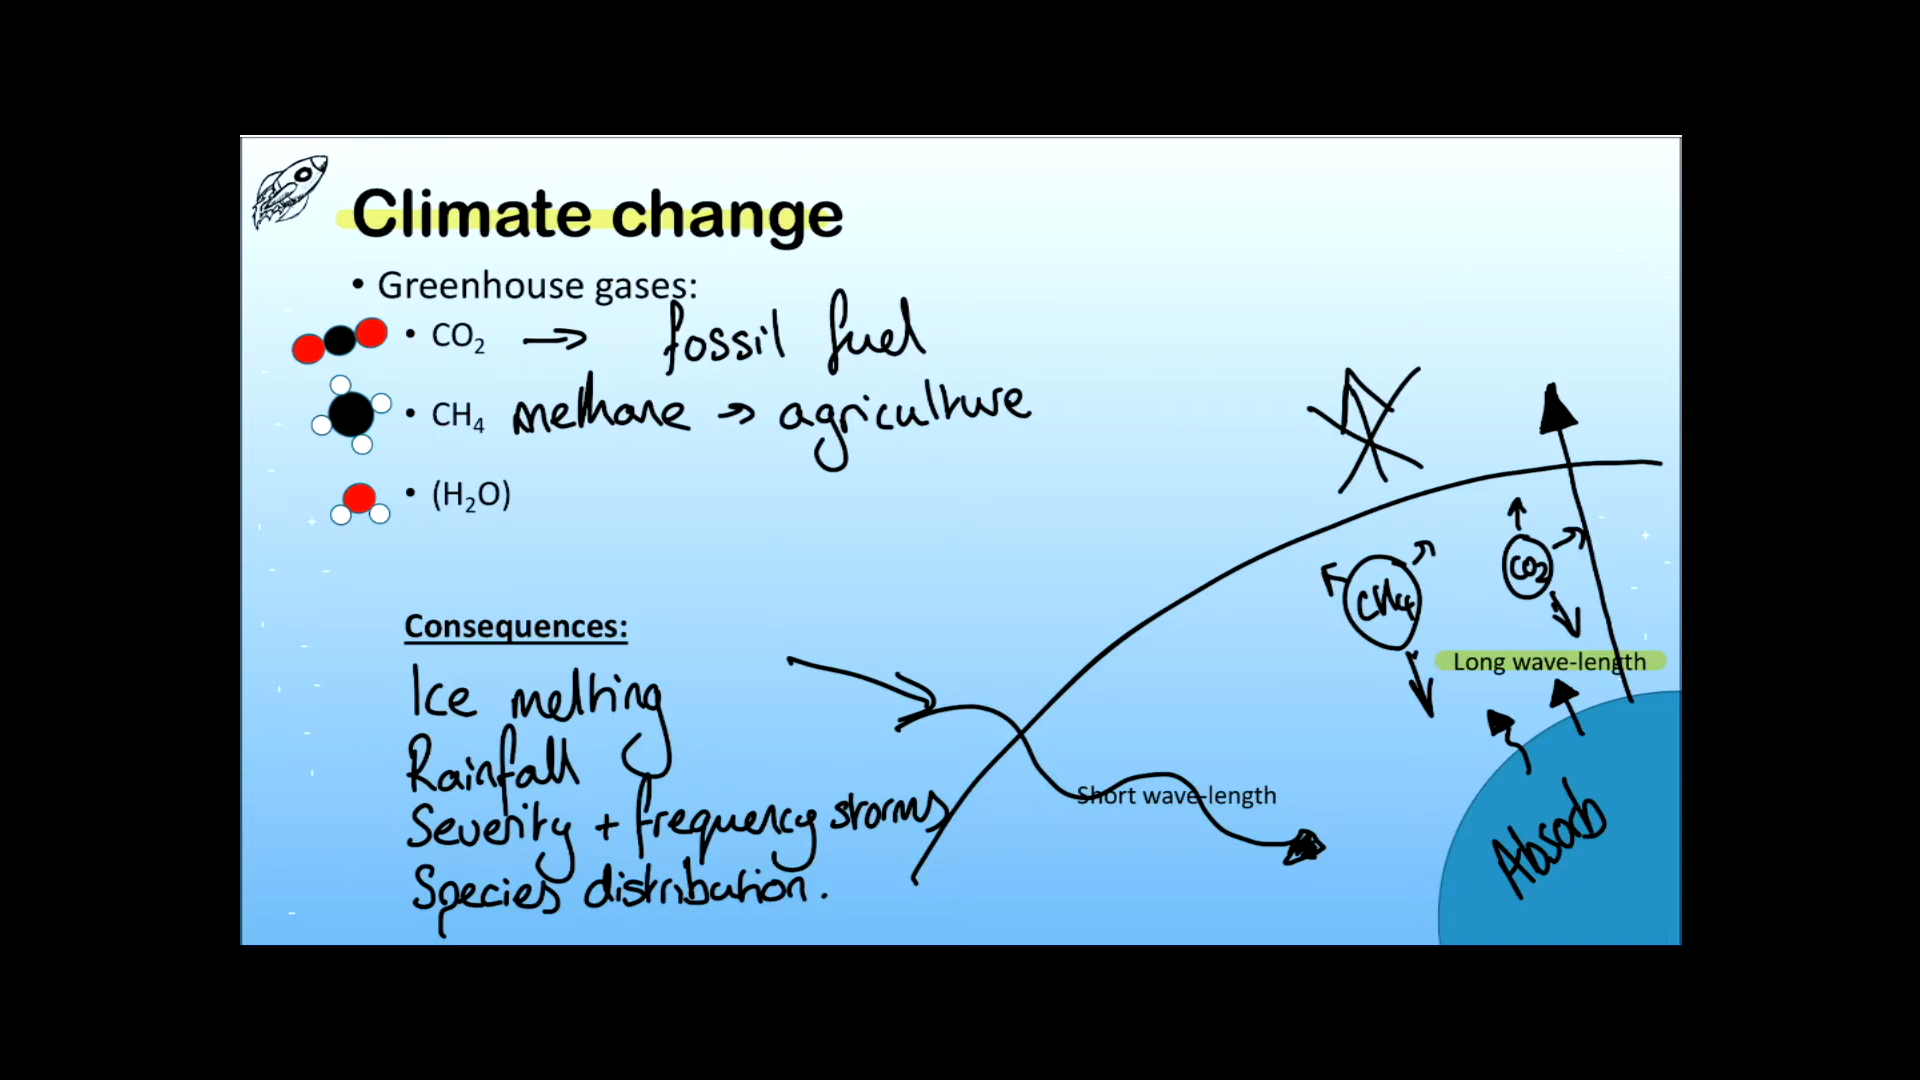 Climate change
• Greenhouse gases:
• CO₂ → fossil fuel
• CH₄ methane → agriculture
• (H₂O)
CH4
CO2
Long wave-length
Consequences:
Ice melting
Rainfall
Severity + frequency storms
Species distribution.
Short wave-length
Absorb